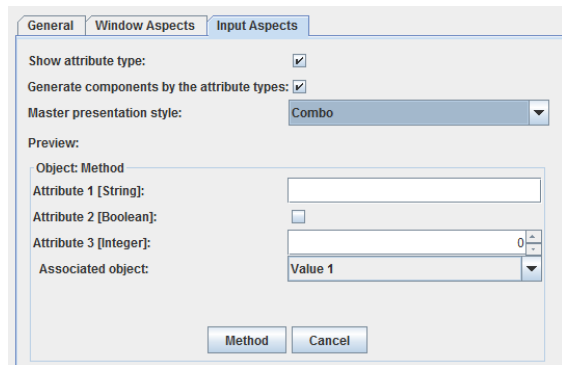 General Window Aspects Input Aspects
Show attribute type:
Generate components by the attribute types:
Master presentation style: Combo
Preview:
Object: Method
Attribute 1 [String]:
Attribute 2 [Boolean]:
Attribute 3 [Integer]: 0
Associated object: Value 1
Method Cancel